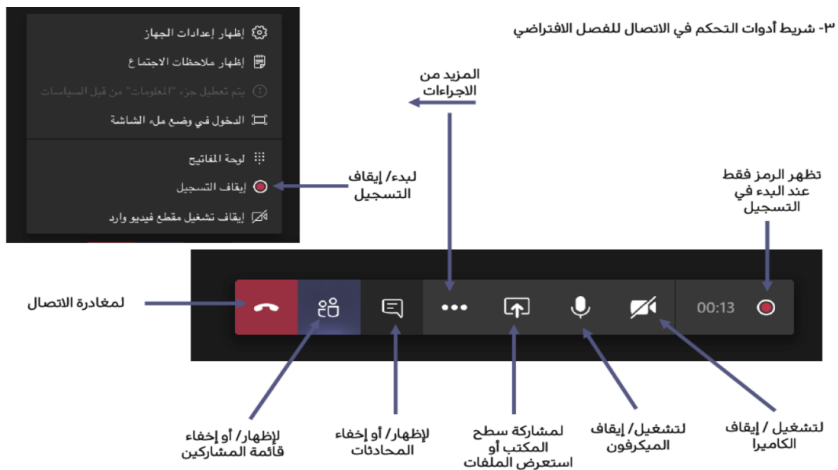 ٣- شريط أدوات التحكم في الاتصال للفصل الافتراضي
إظهار إعدادات الجهاز
إظهار ملاحظات الاجتماع
يتم تعطيل جزء "المعلومات" من قبل السياسات
الدخول في وضع ملء الشاشة
لوحة المفاتيح
إيقاف التسجيل
إيقاف تشغيل مقطع فيديو وارد
المزيد من
الاجراءات
لبدء/ إيقاف
التسجيل
تظهر الرمز فقط
عند البدء في
التسجيل
00:13
لمغادرة الاتصال
لتشغيل / إيقاف
الكاميرا
لتشغيل/ إيقاف
الميكرفون
لمشاركة سطح
المكتب أو
استعرض الملفات
لإظهار/ أو إخفاء
المحادثات
لإظهار/ أو إخفاء
قائمة المشاركين